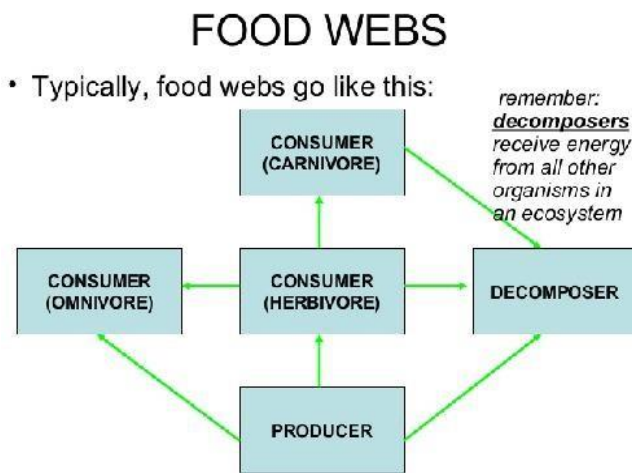 FOOD WEBS
• Typically, food webs go like this:
remember:
decomposers
receive energy
from all other
organisms in
an ecosystem
CONSUMER
(CARNIVORE)
CONSUMER
(OMNIVORE)
CONSUMER
(HERBIVORE)
DECOMPOSER
PRODUCER